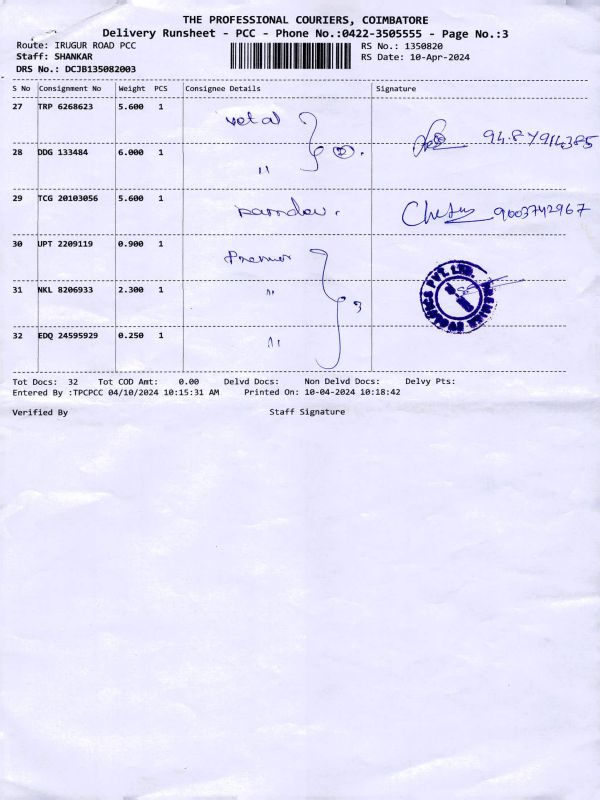 THE PROFESSIONAL COURIERS, COIMBATORE
Delivery Runsheet - PCC - Phone No.:0422-3505555 - Page No.:3
Route: IRUGUR ROAD PCC RS No.: 1350820
Staff: SHANKAR RS Date: 10-Apr-2024
DRS No.: DCJB135082003
S No Consignment No Weight PCS Consignee Details Signature
27 TRP 6268623 5.600 1
28 DDG 133484 6.000 1 "
29 TCG 20103056 5.600 1 9003742967
30 UPT 2209119 0.900 1 Premier
31 NKL 8206933 2.300 1 "
32 EDQ 24595929 0.250 1 "
Tot Docs: 32 Tot COD Amt: 0.00 Delvd Docs: Non Delvd Docs: Delvy Pts:
Entered By :TPCPCC 04/10/2024 10:15:31 AM Printed On: 10-04-2024 10:18:42
Verified By Staff Signature